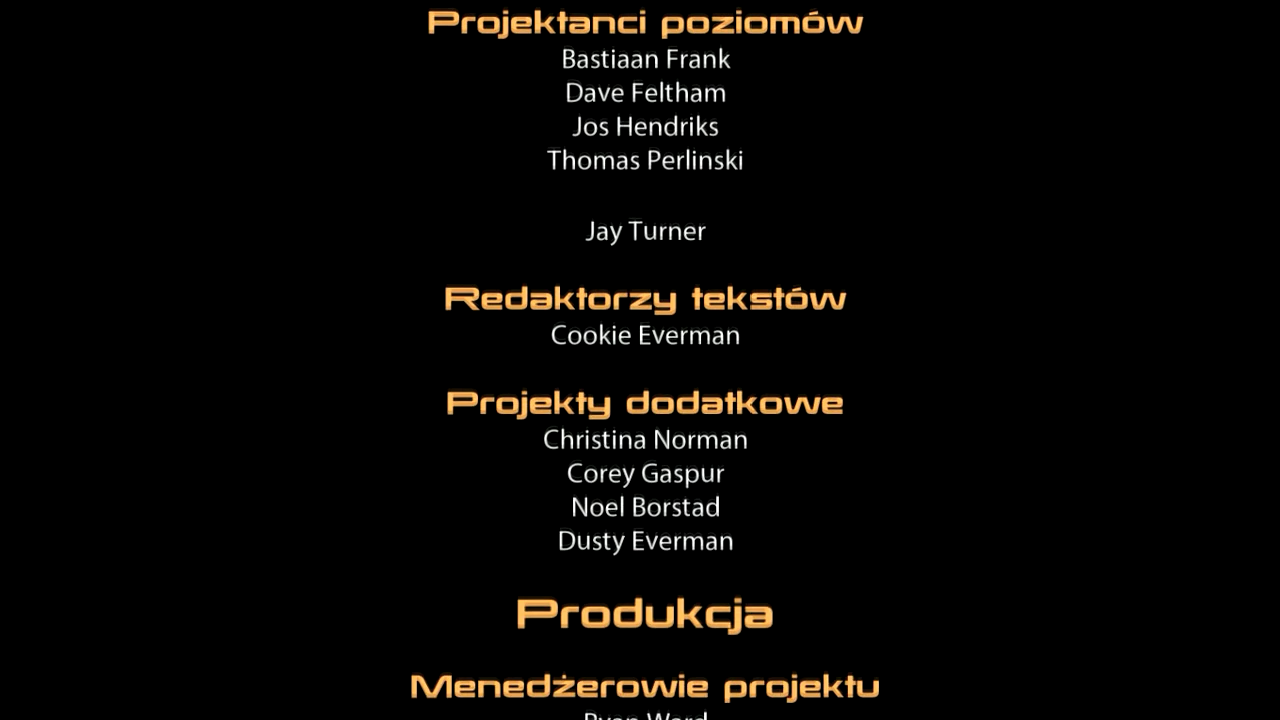 Projektanci poziomów
Bastiaan Frank
Dave Feltham
Jos Hendriks
Thomas Perlinski
Jay Turner
Redaktorzy tekstów
Cookie Everman
Projekty dodatkowe
Christina Norman
Corey Gaspur
Noel Borstad
Dusty Everman
Produkcja
Menedżerowie projektu